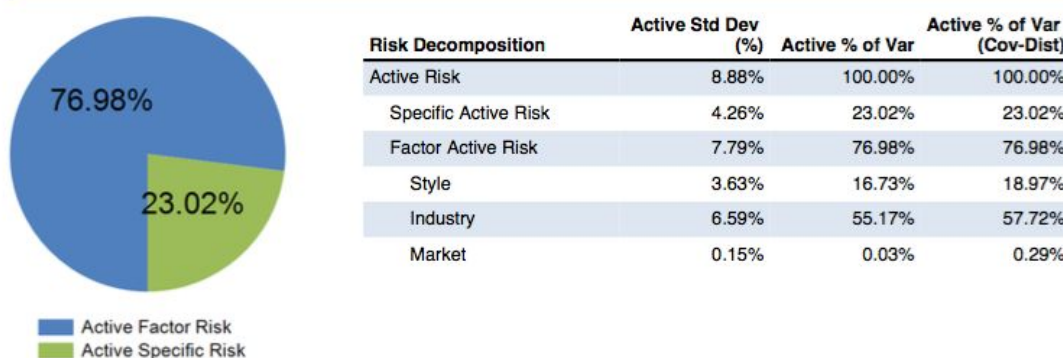 76.98%
23.02%
Active Factor Risk
Active Specific Risk
Active Std Dev Active % of Var
Risk Decomposition (%) Active % of Var (Cov-Dist)
Active Risk 8.88% 100.00% 100.00%
Specific Active Risk 4.26% 23.02% 23.02%
Factor Active Risk 7.79% 76.98% 76.98%
Style 3.63% 16.73% 18.97%
Industry 6.59% 55.17% 57.72%
Market 0.15% 0.03% 0.29%